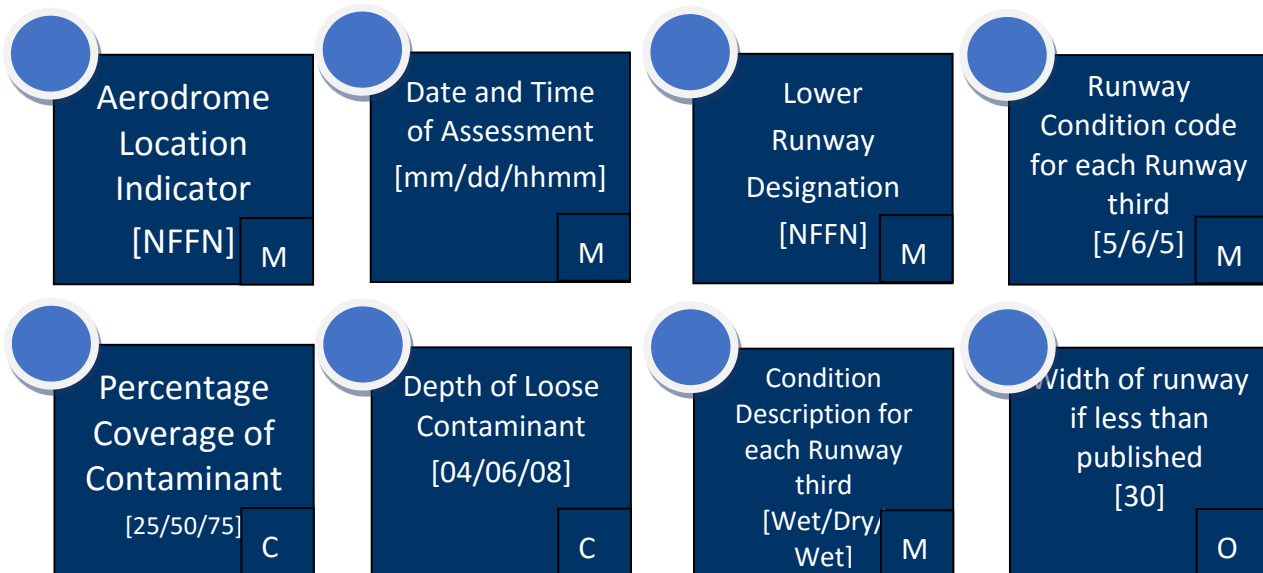 Aerodrome
Location
Indicator
[NFFN]
M
Date and Time
of Assessment
[mm/dd/hhmm]
M
Lower
Runway
Designation
[NFFN]
M
Runway
Condition code
for each Runway
third
[5/6/5]
M
Percentage
Coverage of
Contaminant
[25/50/75]
C
Depth of Loose
Contaminant
[04/06/08]
C
Condition
Description for
each Runway
third
[Wet/Dry/
Wet]
M
Width of runway
if less than
published
[30]
O